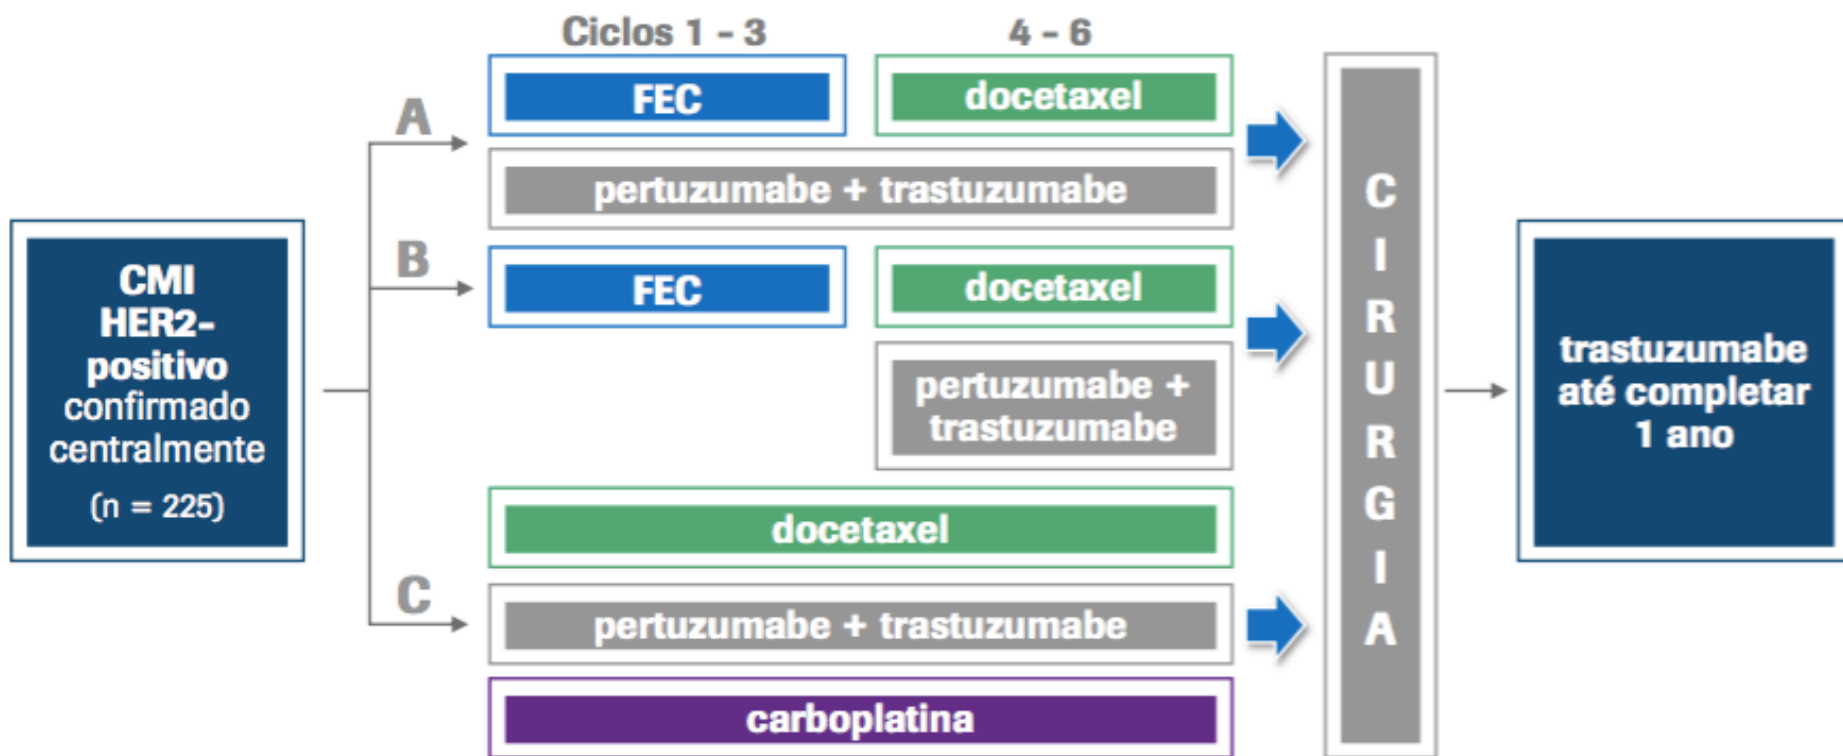 Ciclos 1 - 3
4 - 6
A
FEC
docetaxel
pertuzumabe + trastuzumabe
B
FEC
docetaxel
pertuzumabe +
trastuzumabe
C
docetaxel
pertuzumabe + trastuzumabe
carboplatina
CMI
HER2-
positivo
confirmado
centralmente
(n = 225)
C
I
R
U
R
G
I
A
trastuzumabe
até completar
1 ano